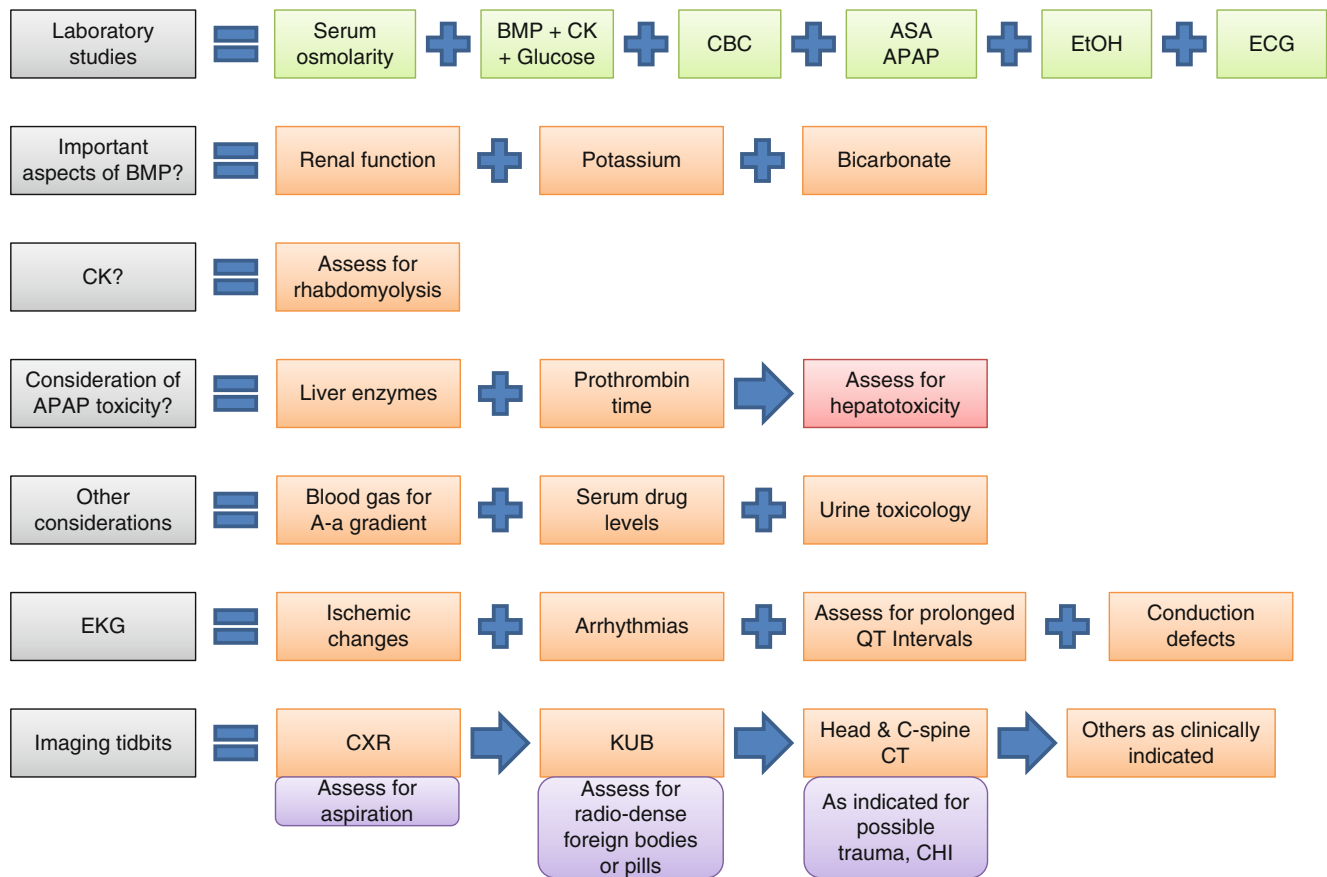 Laboratory
studies
Serum
osmolarity
BMP + CK
+ Glucose
CBC
ASA
APAP
EtOH
ECG
Important
aspects of BMP?
Renal function
Potassium
Bicarbonate
CK?
Assess for
rhabdomyolysis
Consideration of
APAP toxicity?
Liver enzymes
Prothrombin
time
Assess for
hepatotoxicity
Other
considerations
Blood gas for
A-a gradient
Serum drug
levels
Urine toxicology
EKG
Ischemic
changes
Arrhythmias
Assess for prolonged
QT Intervals
Conduction
defects
Imaging tidbits
CXR
Assess for
aspiration
KUB
Assess for
radio-dense
foreign bodies
or pills
Head & C-spine
CT
As indicated for
possible
trauma, CHI
Others as clinically
indicated